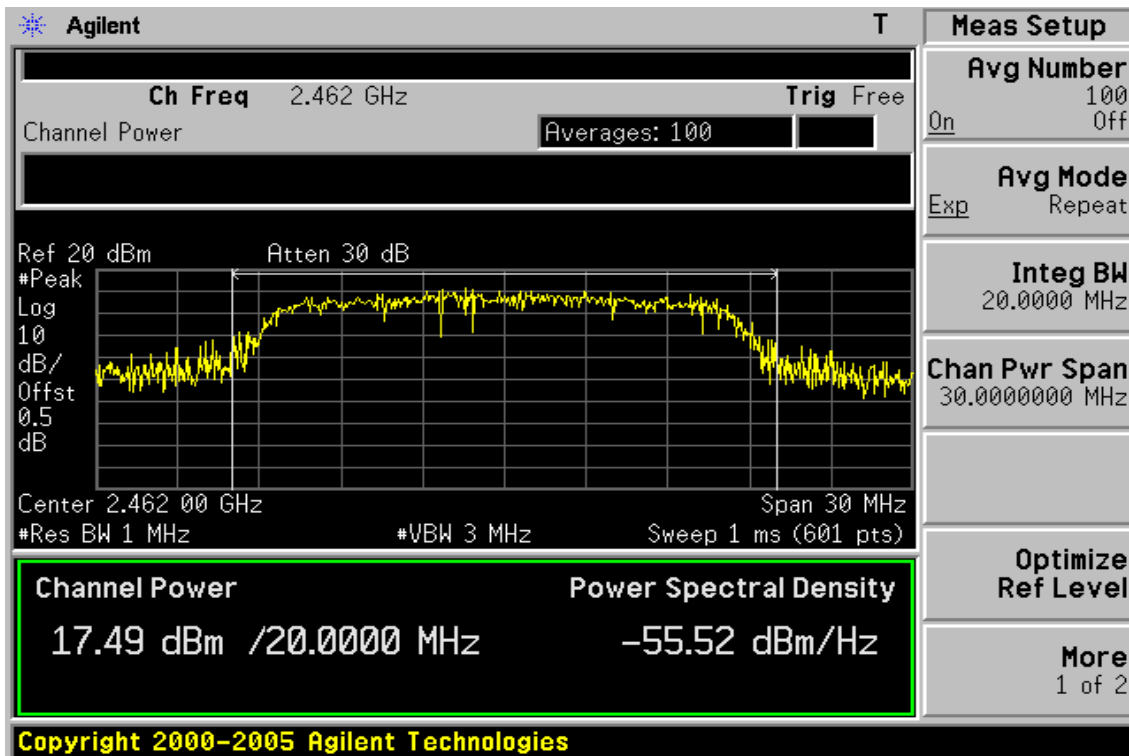 Agilent T
Ch Freq 2.462 GHz Trig Free
Channel Power Averages: 100
Ref 20 dBm Atten 30 dB
#Peak
Log
10
dB/
Offst
0.5
dB
Center 2.462 00 GHz Span 30 MHz
#Res BW 1 MHz #VBW 3 MHz Sweep 1 ms (601 pts)
Channel Power Power Spectral Density
17.49 dBm /20.0000 MHz -55.52 dBm/Hz
Copyright 2000-2005 Agilent Technologies
Meas Setup
Avg Number
100
On Off
Avg Mode
Exp Repeat
Integ BW
20.0000 MHz
Chan Pwr Span
30.0000000 MHz
Optimize
Ref Level
More
1 of 2